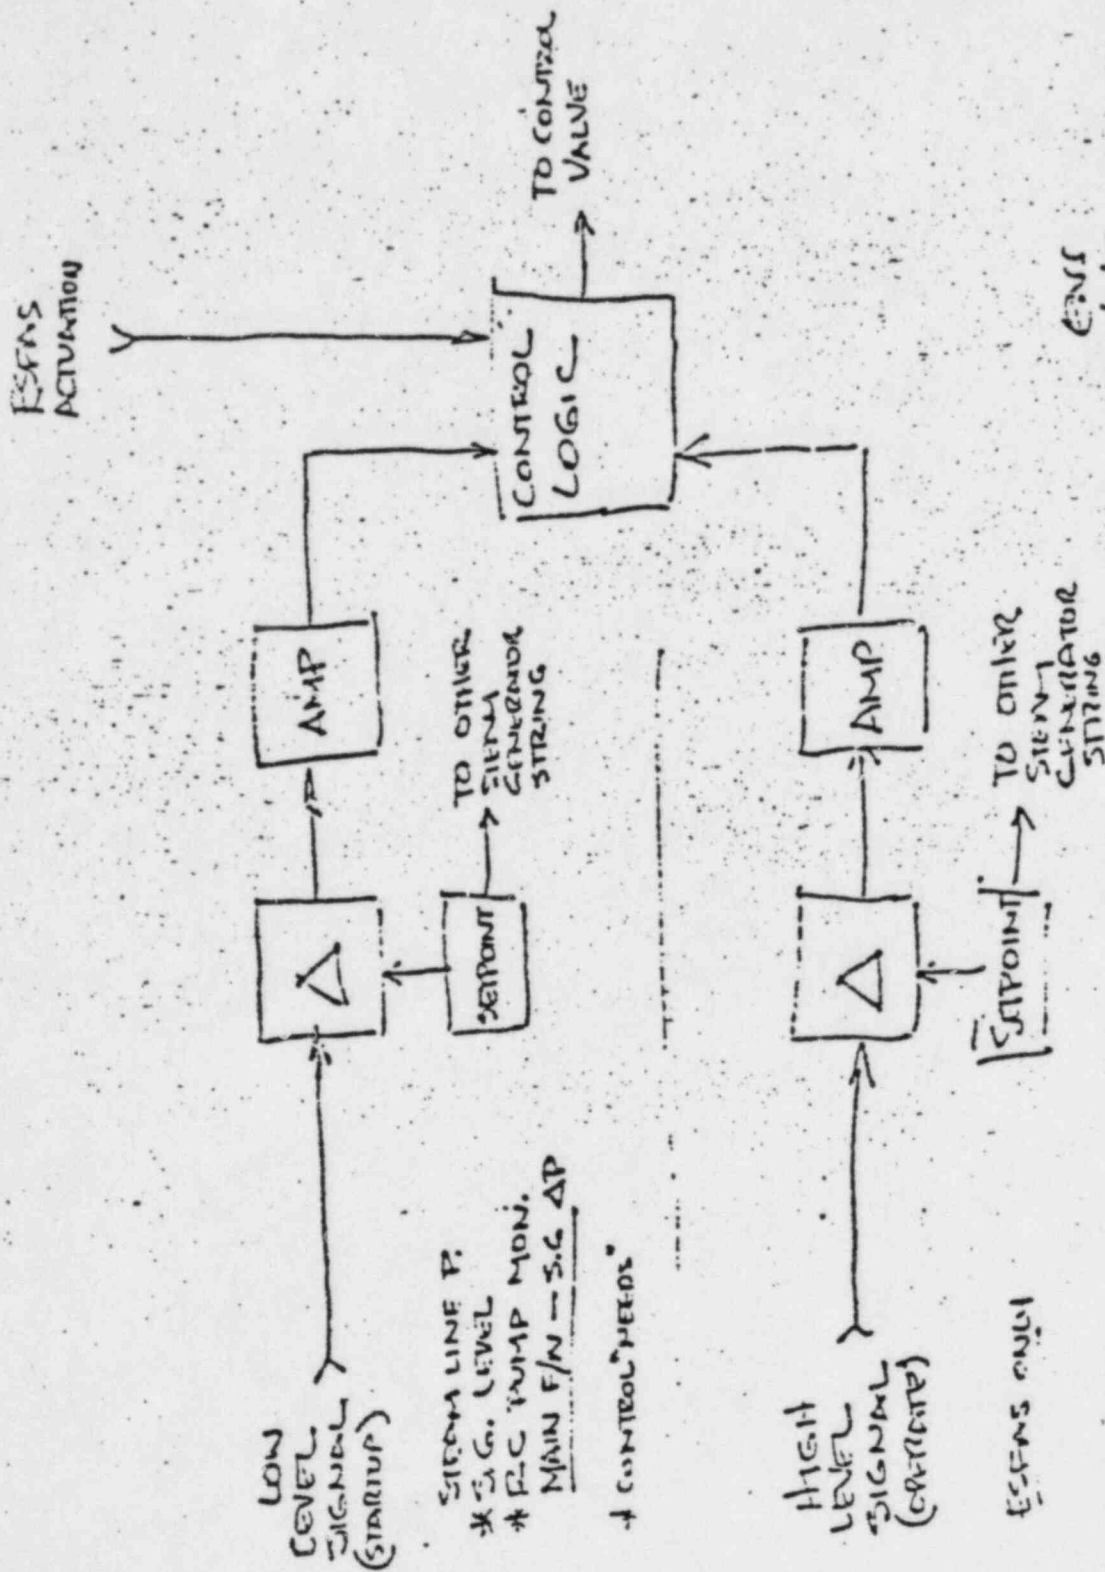 ESFAS
ACTUATION
LOW
LEVEL
SIGNAL
(STARTUP)
Δ
AMP
CONTROL
LOGIC
TO CONTROL
VALVE
SETPOINT
TO OTHER
STEAM
GENERATOR
STRING
STEAM LINE P.
* S.G. LEVEL
* R.C PUMP MON.
MAIN F/W — S.G ΔP
* CONTROL "NEEDS"
HIGH
LEVEL
SIGNAL
(OPERATE)
Δ
AMP
SETPOINT
TO OTHER
STEAM
GENERATOR
STRING
ESFAS ONLY